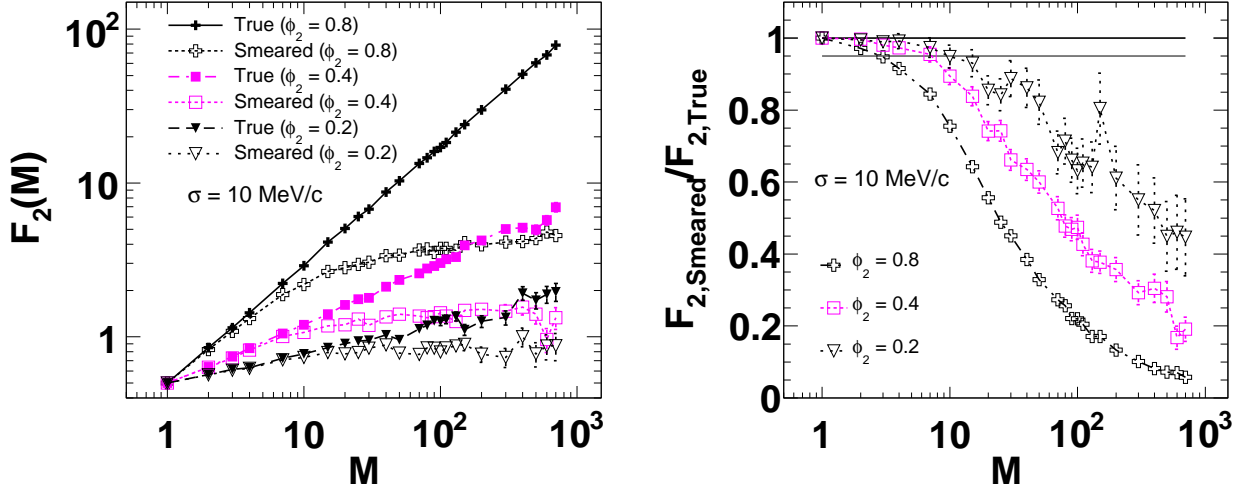 True (ϕ₂ = 0.8)
Smeared (ϕ₂ = 0.8)
True (ϕ₂ = 0.4)
Smeared (ϕ₂ = 0.4)
True (ϕ₂ = 0.2)
Smeared (ϕ₂ = 0.2)
σ = 10 MeV/c
F₂(M)
10²
10
1
1
10
10²
10³
M
F₂,Smeared/F₂,True
1
0.8
0.6
0.4
0.2
0
σ = 10 MeV/c
ϕ₂ = 0.8
ϕ₂ = 0.4
ϕ₂ = 0.2
1
10
10²
10³
M